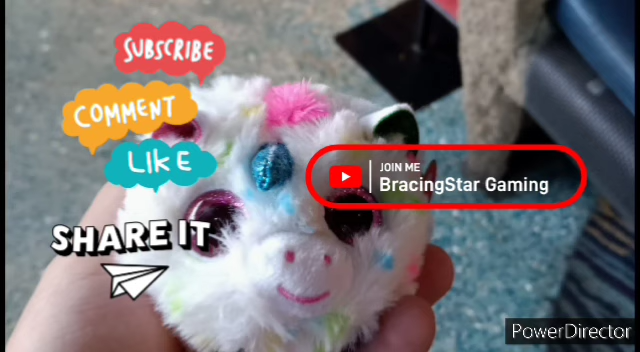 SUBSCRIBE
COMMENT
LIKE
JOIN ME
BracingStar Gaming
SHARE IT
PowerDirector